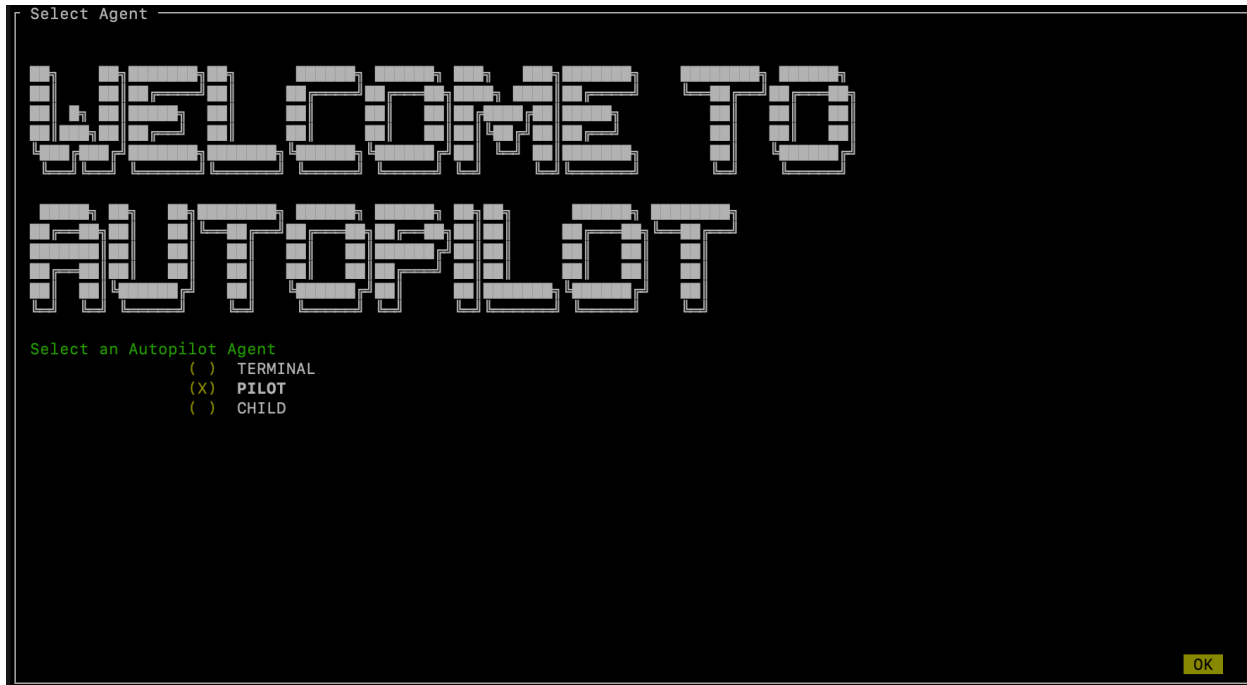 Select Agent
WELCOME TO
AUTOPILOT
Select an Autopilot Agent
( ) TERMINAL
(X) PILOT
( ) CHILD
OK